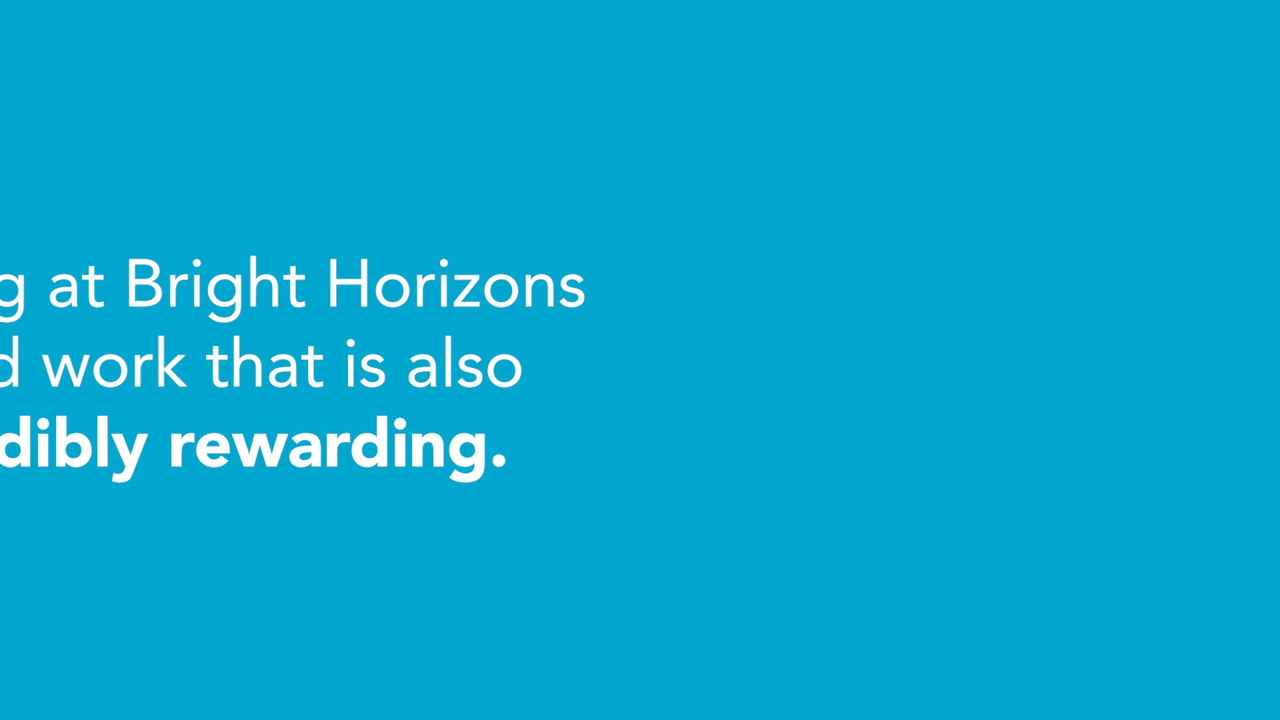 g at Bright Horizons
d work that is also
dibly rewarding.